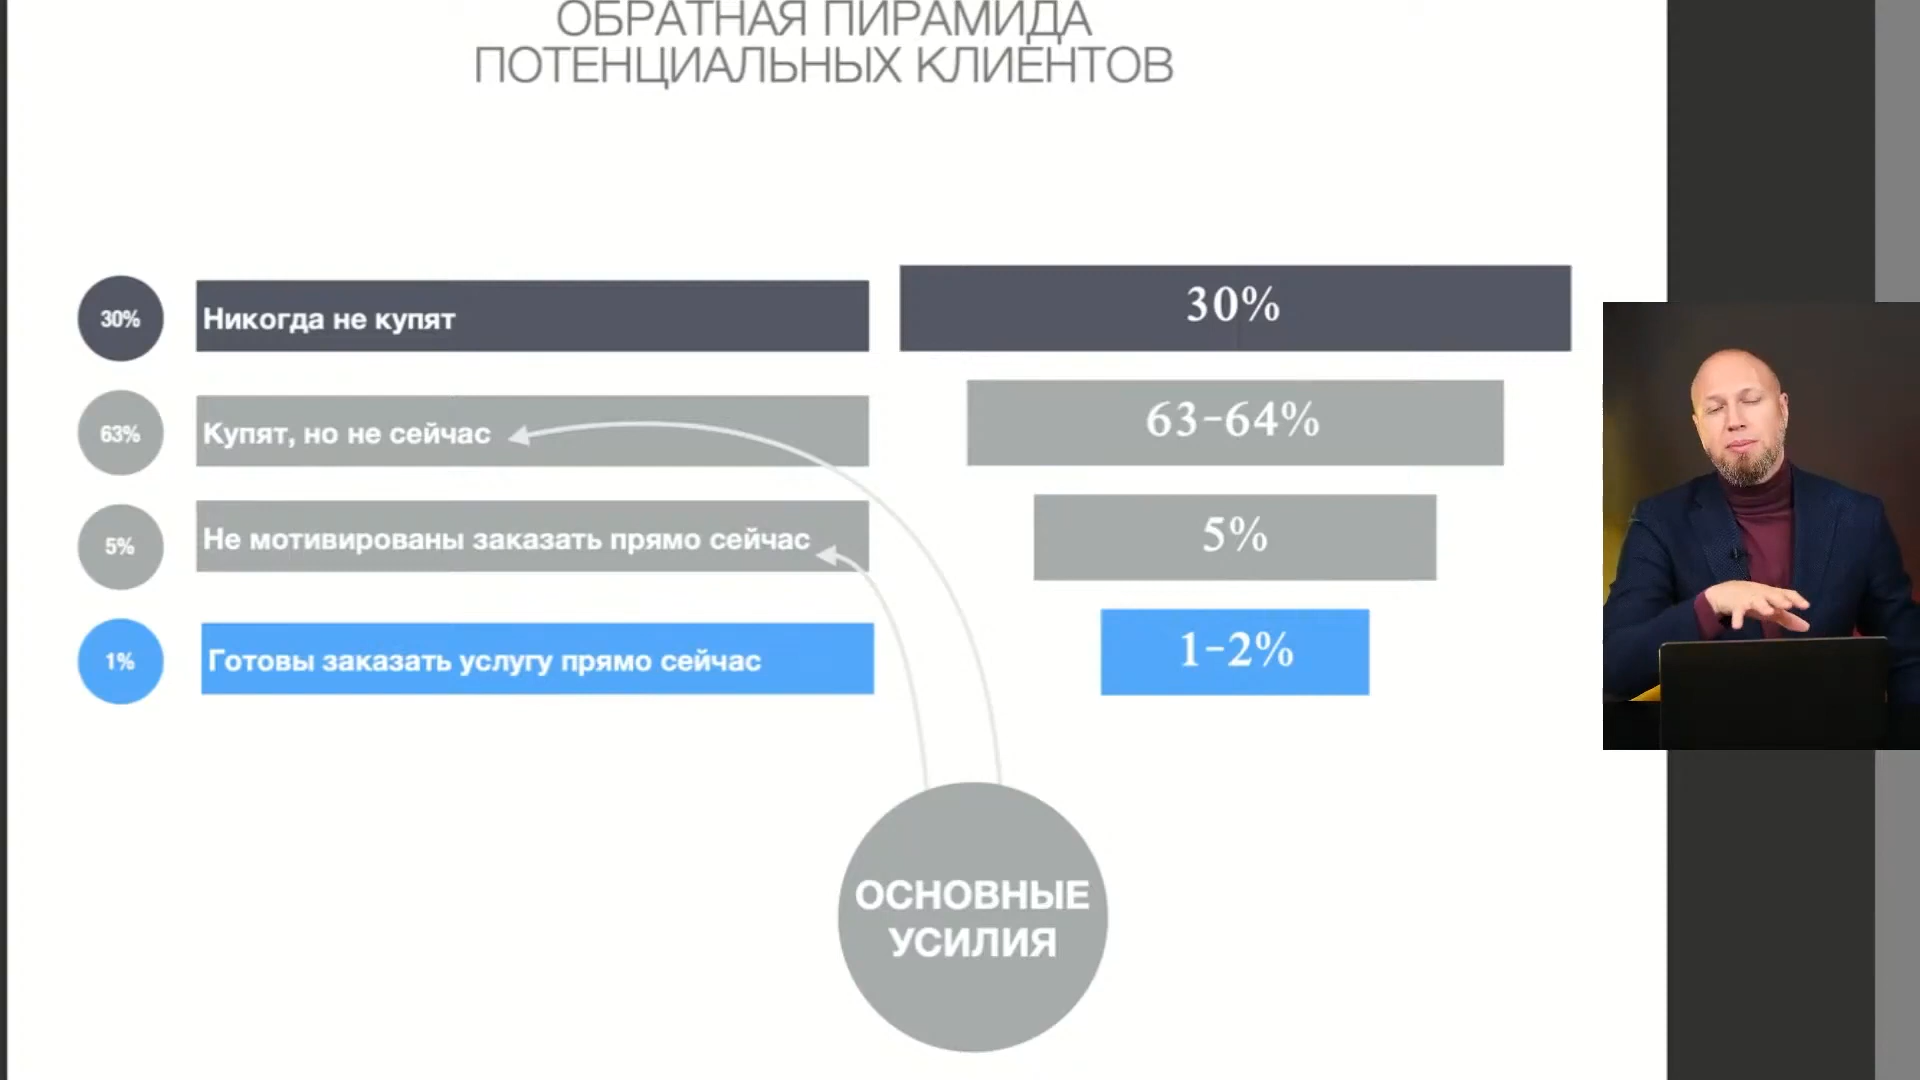 ОБРАТНАЯ ПИРАМИДА
ПОТЕНЦИАЛЬНЫХ КЛИЕНТОВ
30%
Никогда не купят
30%
63%
Купят, но не сейчас
63-64%
5%
Не мотивированы заказать прямо сейчас
5%
1%
Готовы заказать услугу прямо сейчас
1-2%
ОСНОВНЫЕ
УСИЛИЯ